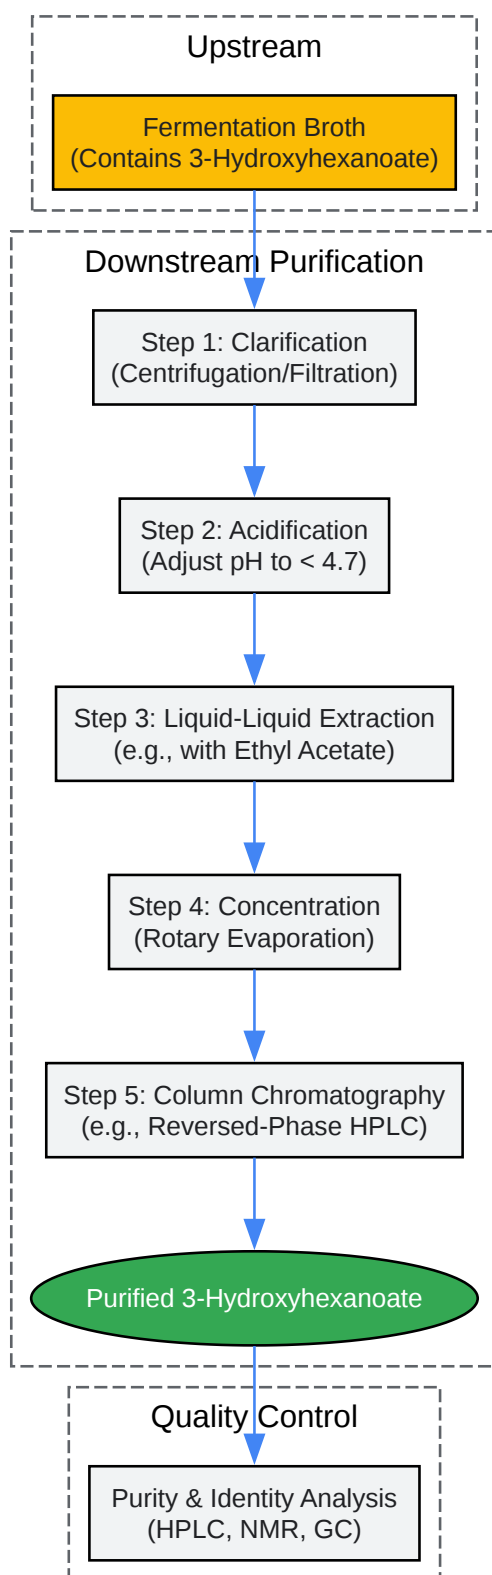 Upstream
Fermentation Broth
(Contains 3-Hydroxyhexanoate)
Downstream Purification
Step 1: Clarification
(Centrifugation/Filtration)
Step 2: Acidification
(Adjust pH to < 4.7)
Step 3: Liquid-Liquid Extraction
(e.g., with Ethyl Acetate)
Step 4: Concentration
(Rotary Evaporation)
Step 5: Column Chromatography
(e.g., Reversed-Phase HPLC)
Purified 3-Hydroxyhexanoate
Quality Control
Purity & Identity Analysis
(HPLC, NMR, GC)